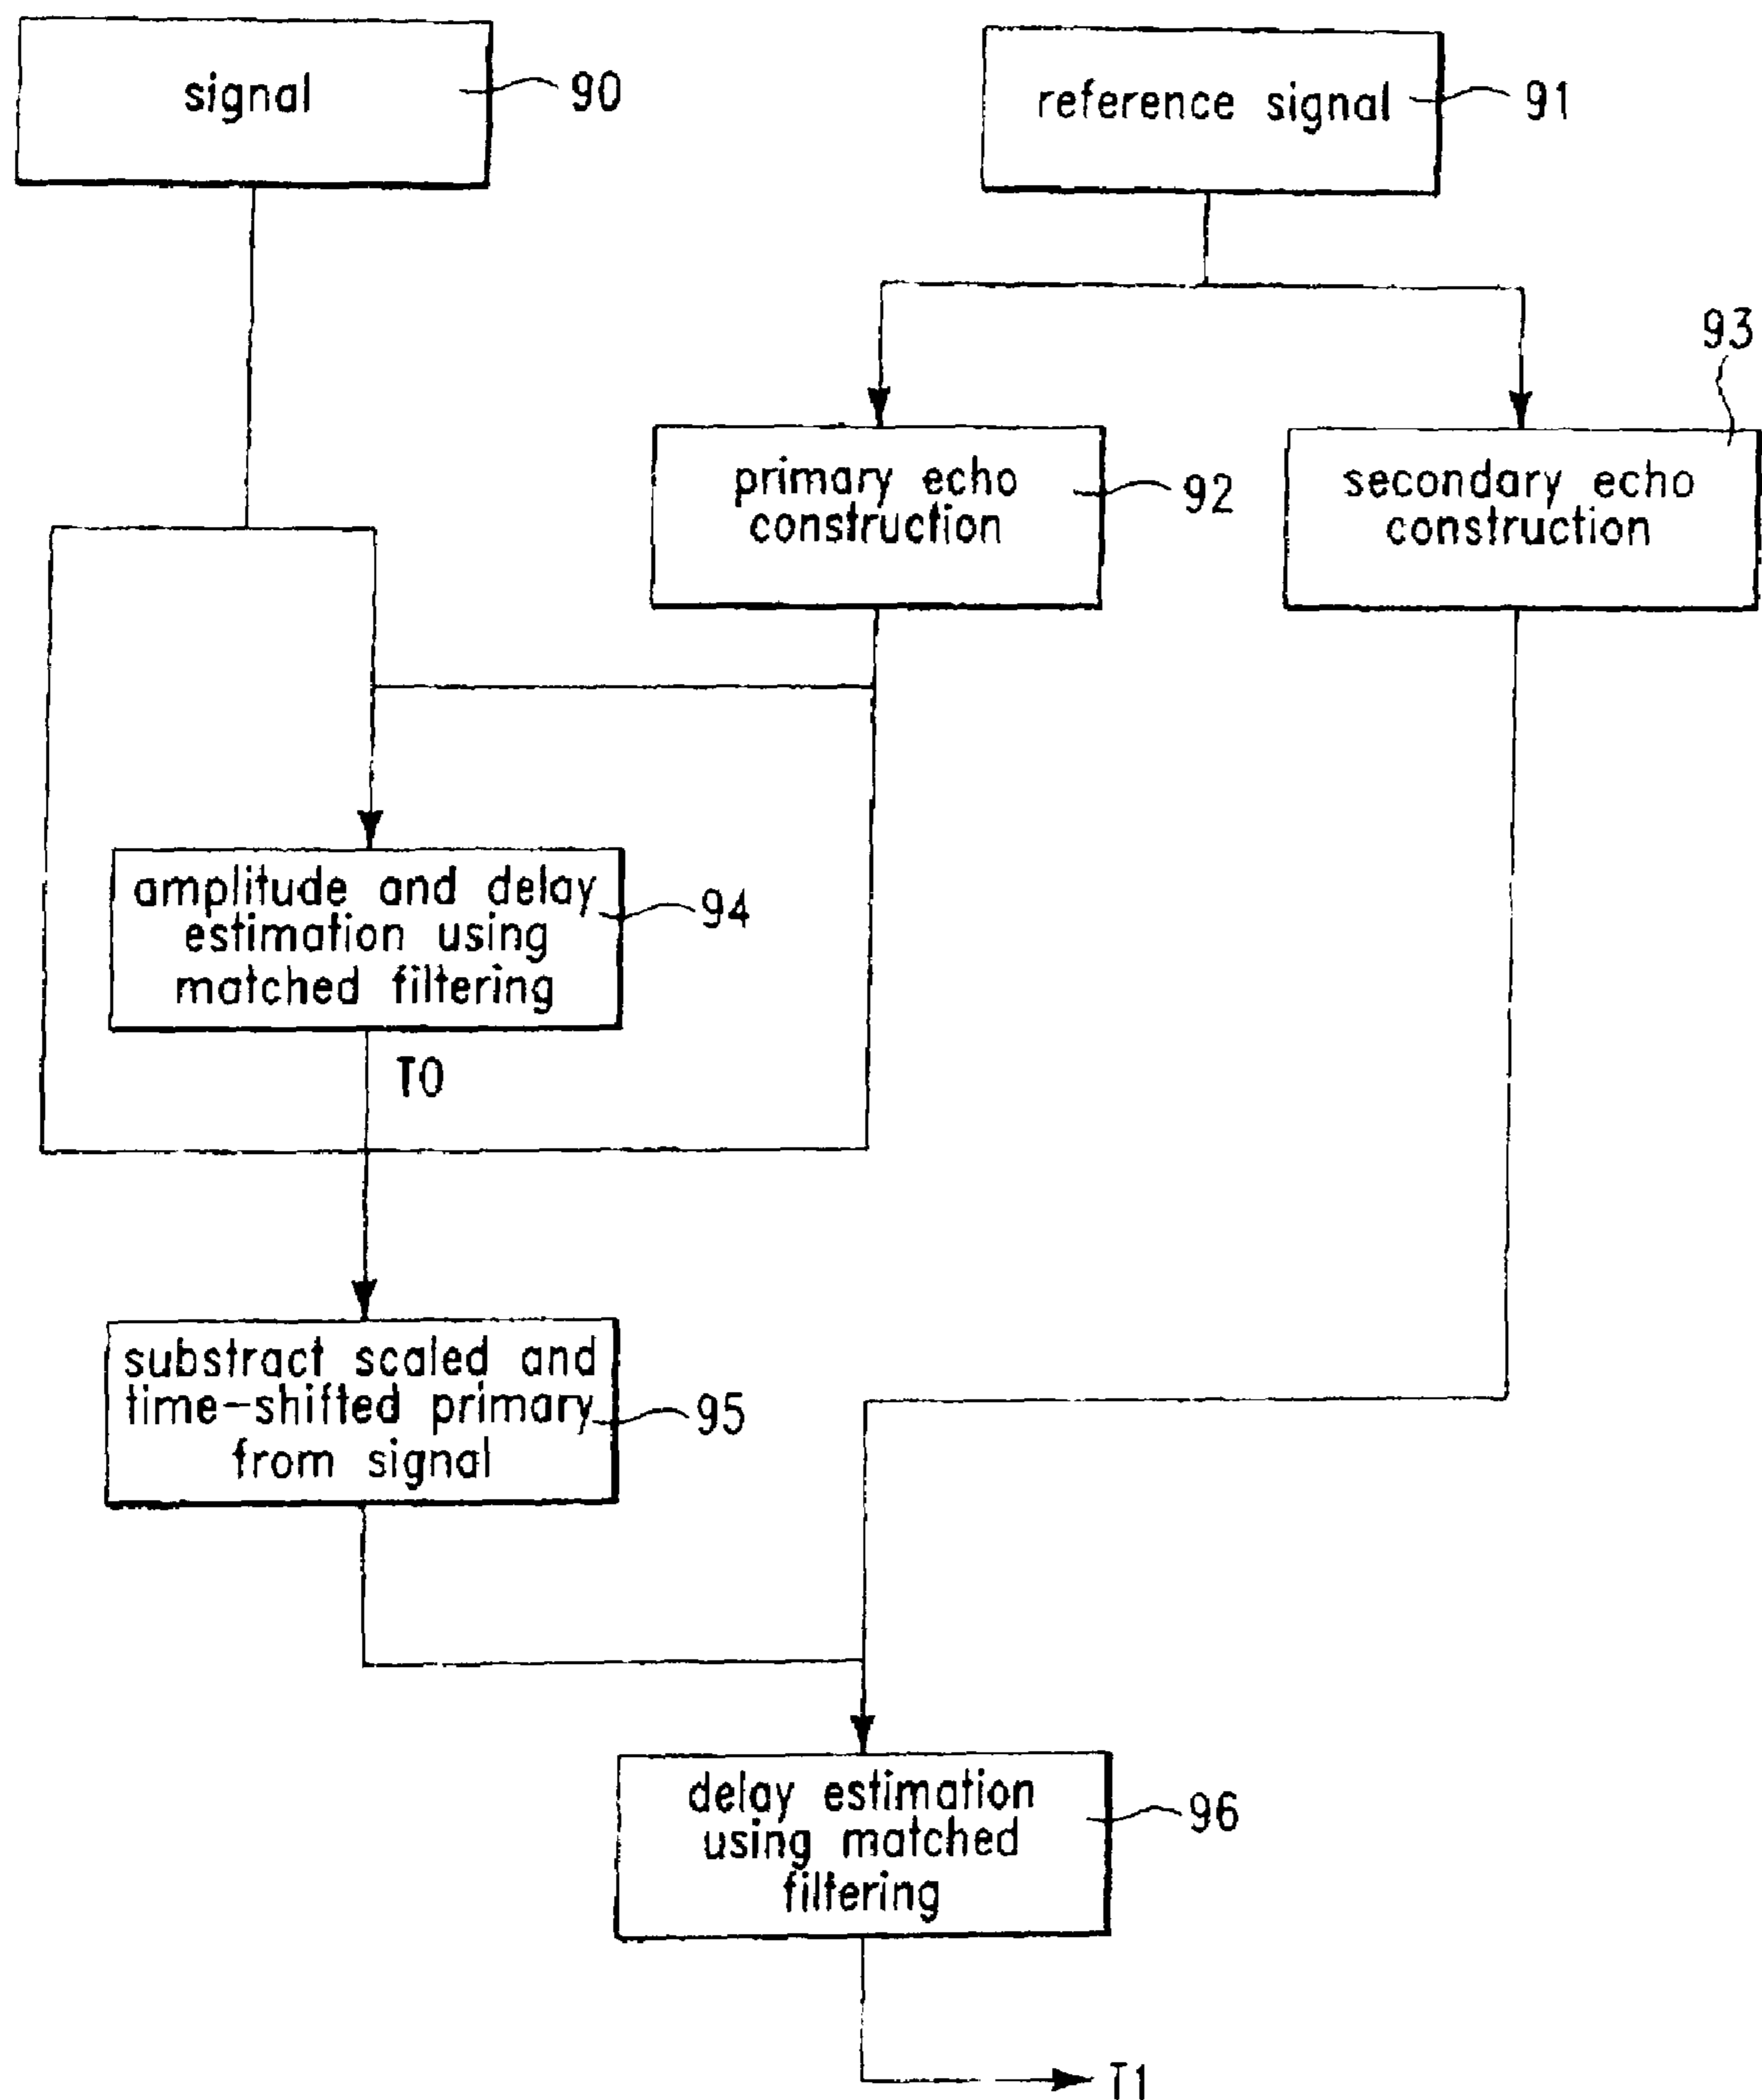 signal
90
reference signal
91
93
primary echo
construction
92
secondary echo
construction
amplitude and delay
estimation using
matched filtering
94
T0
substract scaled and
time-shifted primary
from signal
95
delay estimation
using matched
filtering
96
T1